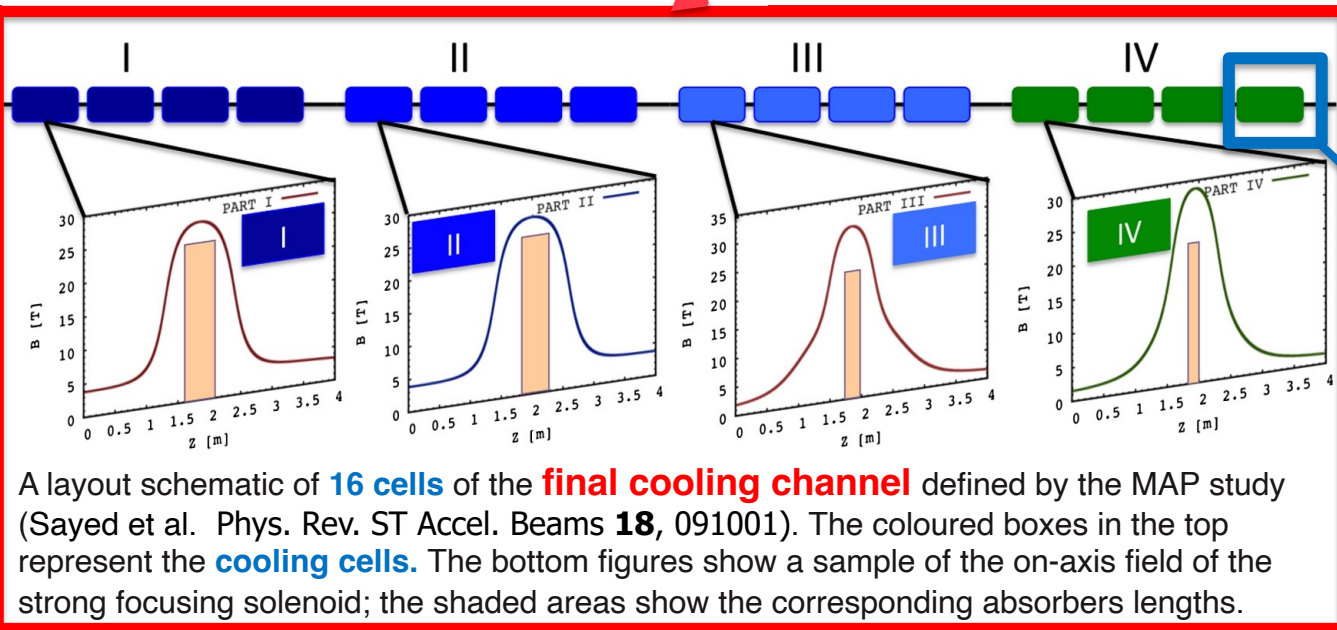 I II III IV
PART I
I
30
25
20
15
10
5
0
B [T]
0 0.5 1 1.5 2 2.5 3 3.5 4
Z [m]
PART II
II
30
25
20
15
10
5
0
B [T]
0 0.5 1 1.5 2 2.5 3 3.5 4
Z [m]
PART III
III
35
30
25
20
15
10
5
0
B [T]
0 0.5 1 1.5 2 2.5 3 3.5 4
Z [m]
PART IV
IV
30
25
20
15
10
5
0
B [T]
0 0.5 1 1.5 2 2.5 3 3.5 4
Z [m]
A layout schematic of 16 cells of the final cooling channel defined by the MAP study
(Sayed et al. Phys. Rev. ST Accel. Beams 18, 091001). The coloured boxes in the top
represent the cooling cells. The bottom figures show a sample of the on-axis field of the
strong focusing solenoid; the shaded areas show the corresponding absorbers lengths.